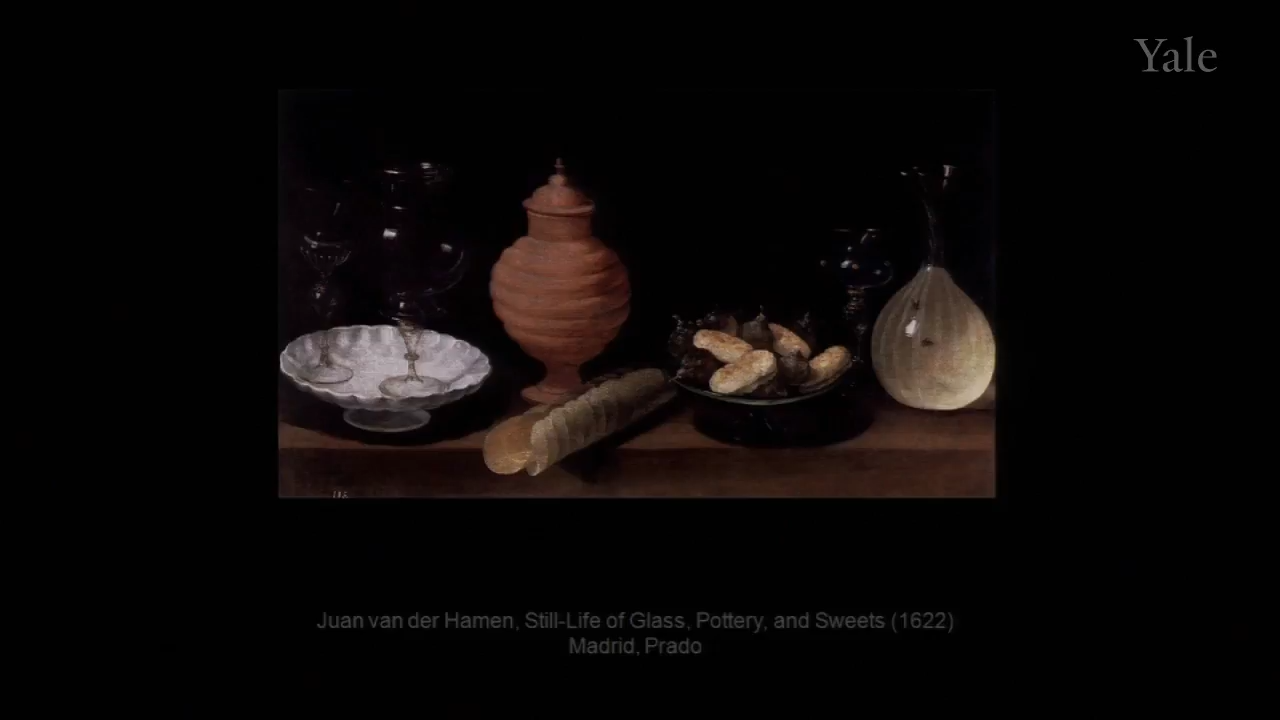 Yale
Juan van der Hamen, Still-Life of Glass, Pottery, and Sweets (1622)
Madrid, Prado